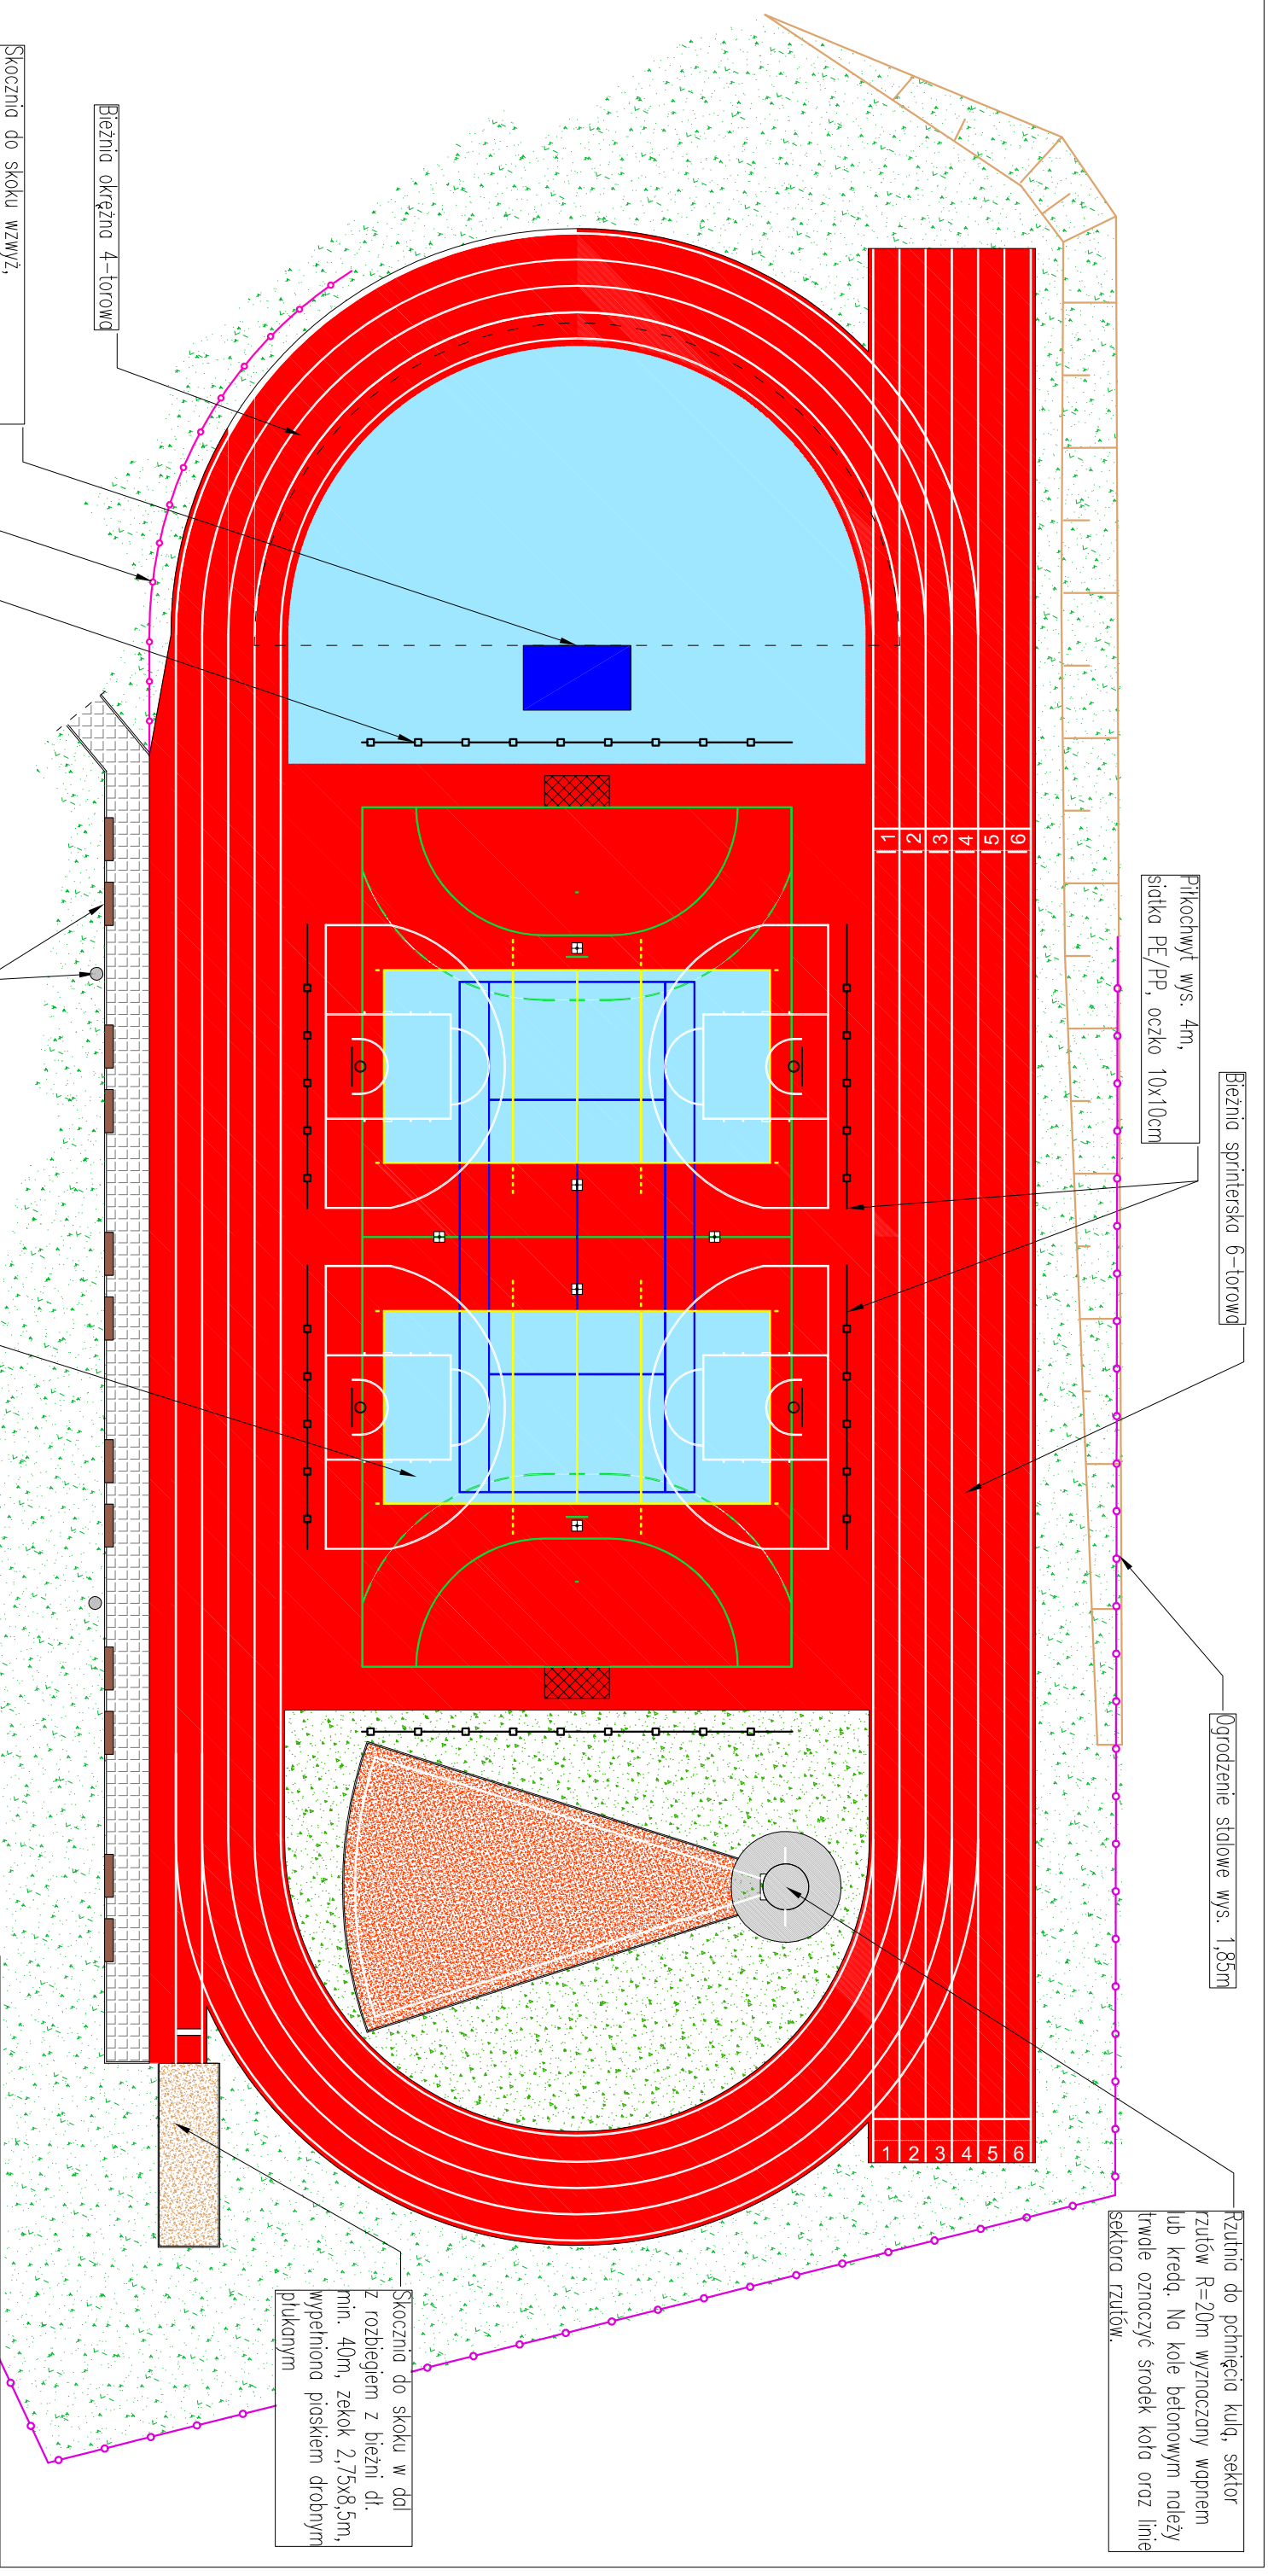 Skocznia do skoku wzwyż,
Bieżnia okrężna 4-torowa
Piłkochwyt wys. 4m,
siatka PE/PP, oczko 10x10cm
Bieżnia sprinterska 6-torowa
Ogrodzenie stalowe wys. 1,85m
Rzutnia do pchnięcia kulą, sektor
rzutów R=20m wyznaczany wapnem
lub kredą. Na kole betonowym należy
trwale oznaczyć środek koła oraz linie
sektora rzutów.
Skocznia do skoku w dal
z rozbiegiem z bieżni dł.
min. 40m, zekok 2,75x8,5m,
wypełniona piaskiem drobnym
płukanym
1
2
3
4
5
6
1
2
3
4
5
6